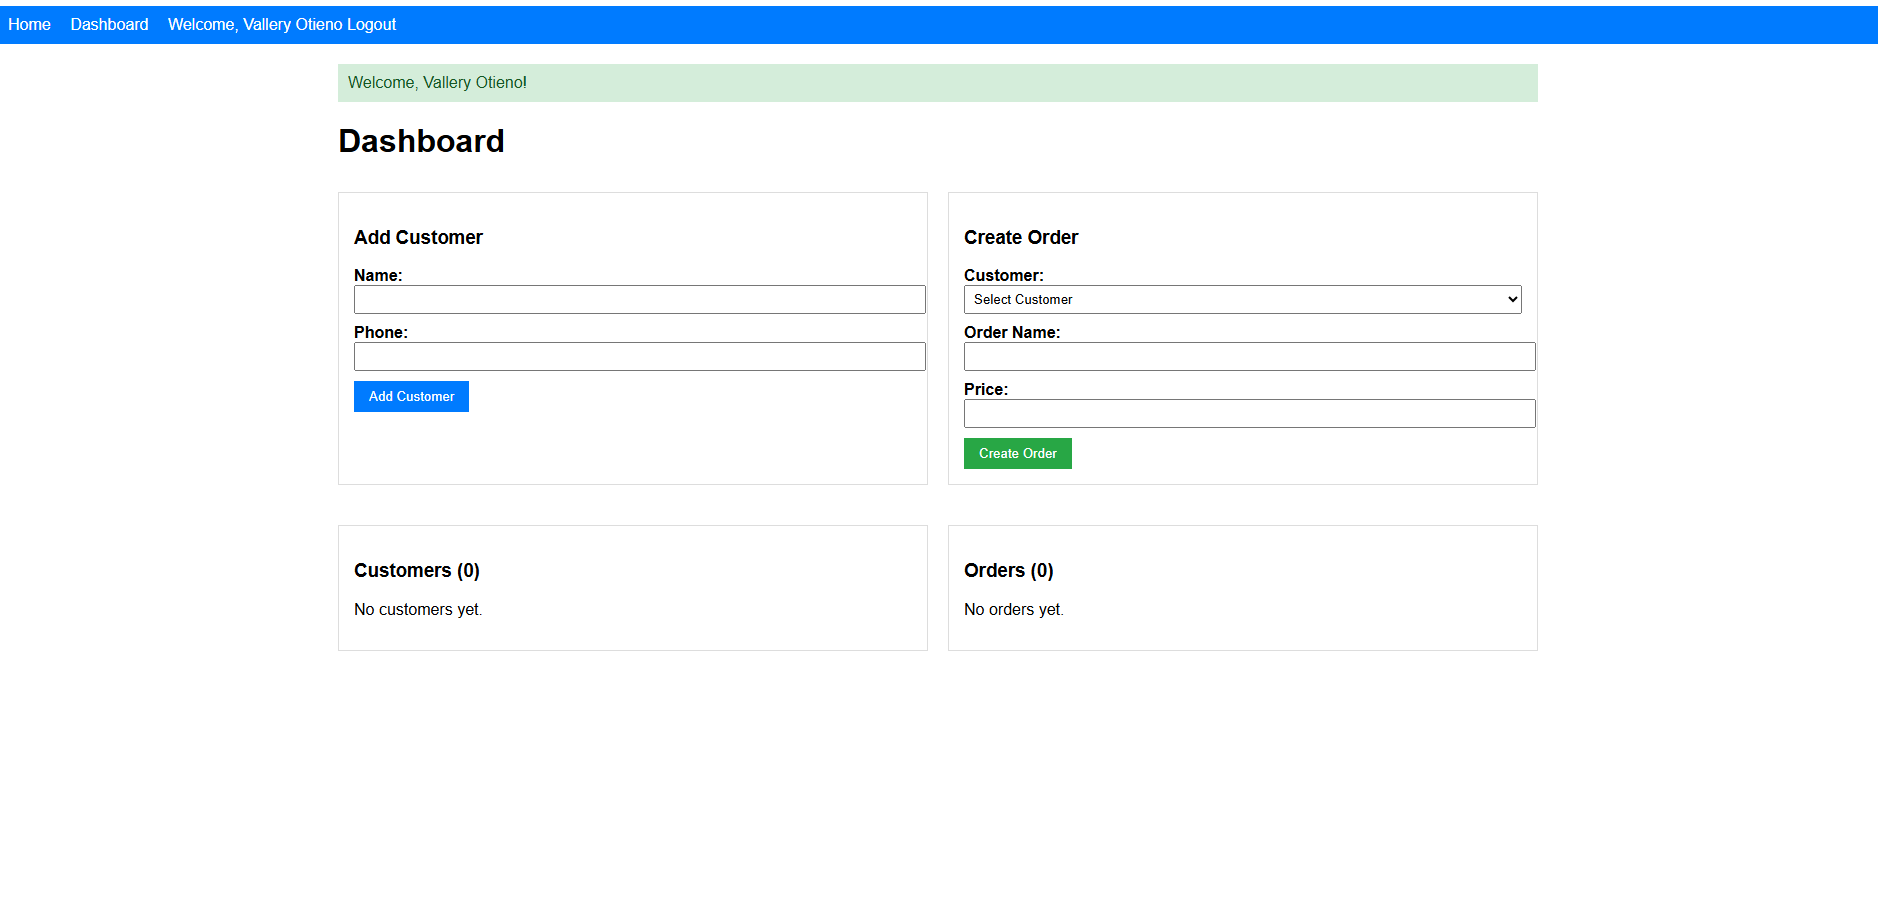 Home Dashboard Welcome, Vallery Otieno Logout
Welcome, Vallery Otieno!
Dashboard
Add Customer
Name:
Phone:
Add Customer
Create Order
Customer:
Select Customer
Order Name:
Price:
Create Order
Customers (0)
No customers yet.
Orders (0)
No orders yet.